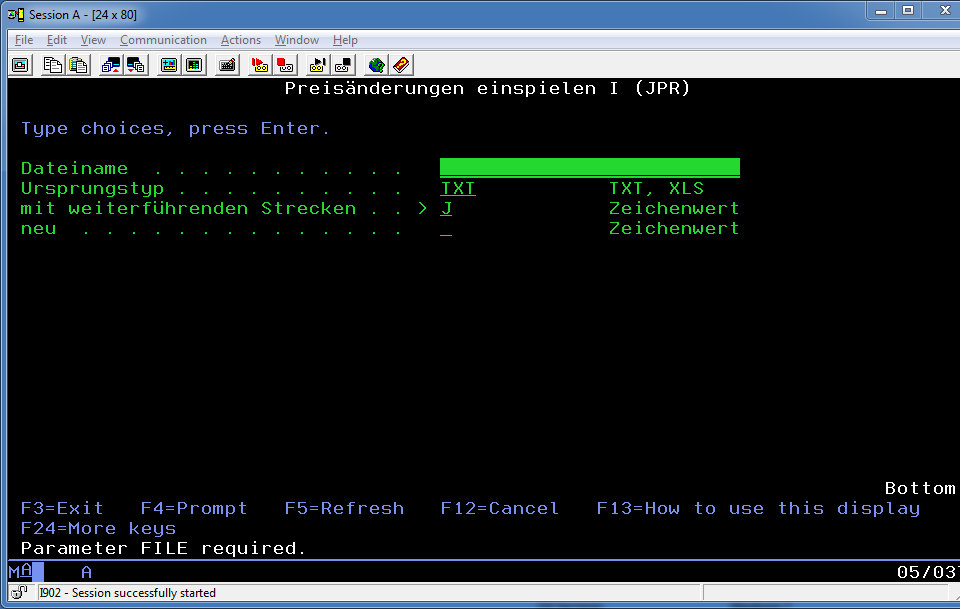 Session A - [24 x 80]
File Edit View Communication Actions Window Help
Preisänderungen einspielen I (JPR)
Type choices, press Enter.
Dateiname . . . . . . . . . . .
Ursprungstyp . . . . . . . . . . TXT TXT, XLS
mit weiterführenden Strecken . . > J Zeichenwert
neu . . . . . . . . . . . . . . _ Zeichenwert
Bottom
F3=Exit F4=Prompt F5=Refresh F12=Cancel F13=How to use this display
F24=More keys
Parameter FILE required.
MA A 05/03
I902 - Session successfully started